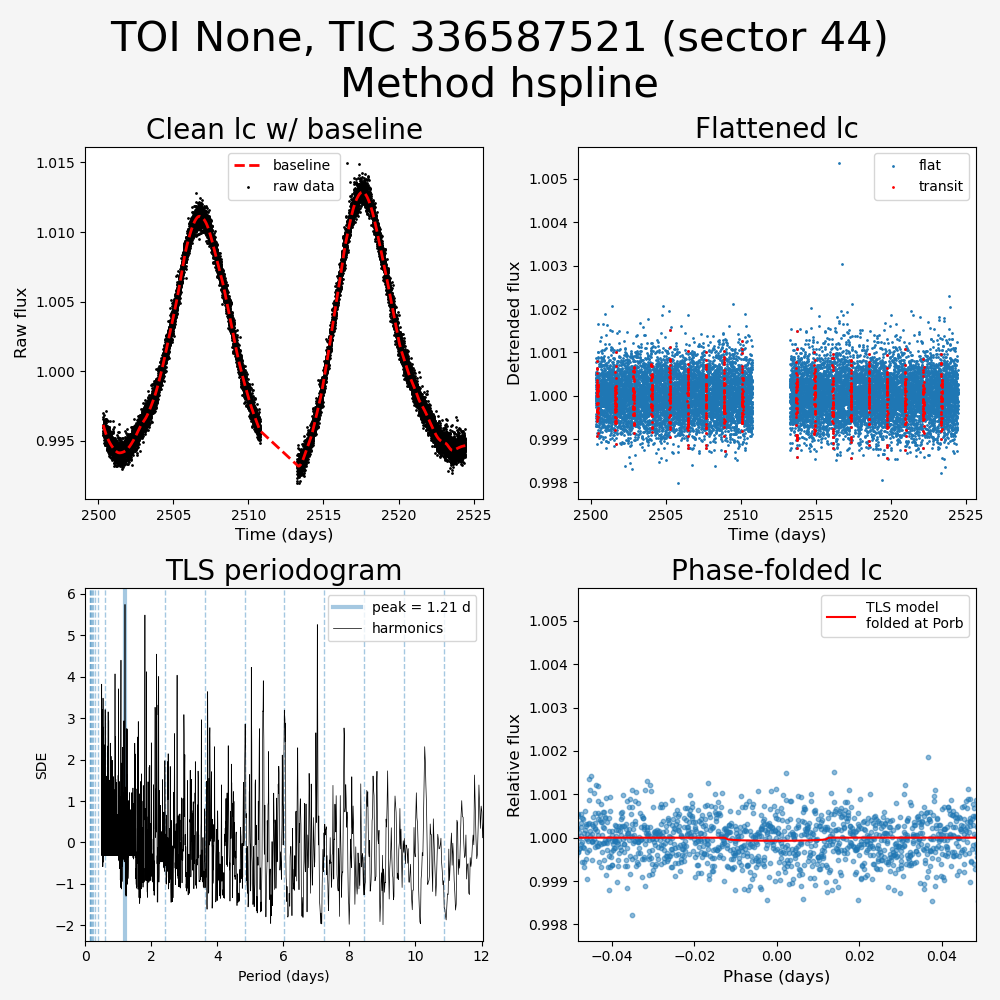 TOI None, TIC 336587521 (sector 44)
Method hspline
Clean lc w/ baseline
Raw flux
1.015
1.010
1.005
1.000
0.995
baseline
raw data
2500
2505
2510
2515
2520
2525
Time (days)
Flattened lc
Detrended flux
1.005
1.004
1.003
1.002
1.001
1.000
0.999
0.998
flat
transit
2500
2505
2510
2515
2520
2525
Time (days)
TLS periodogram
SDE
6
5
4
3
2
1
0
−1
−2
peak = 1.21 d
harmonics
0
2
4
6
8
10
12
Period (days)
Phase-folded lc
Relative flux
1.005
1.004
1.003
1.002
1.001
1.000
0.999
0.998
TLS model
folded at Porb
−0.04
−0.02
0.00
0.02
0.04
Phase (days)